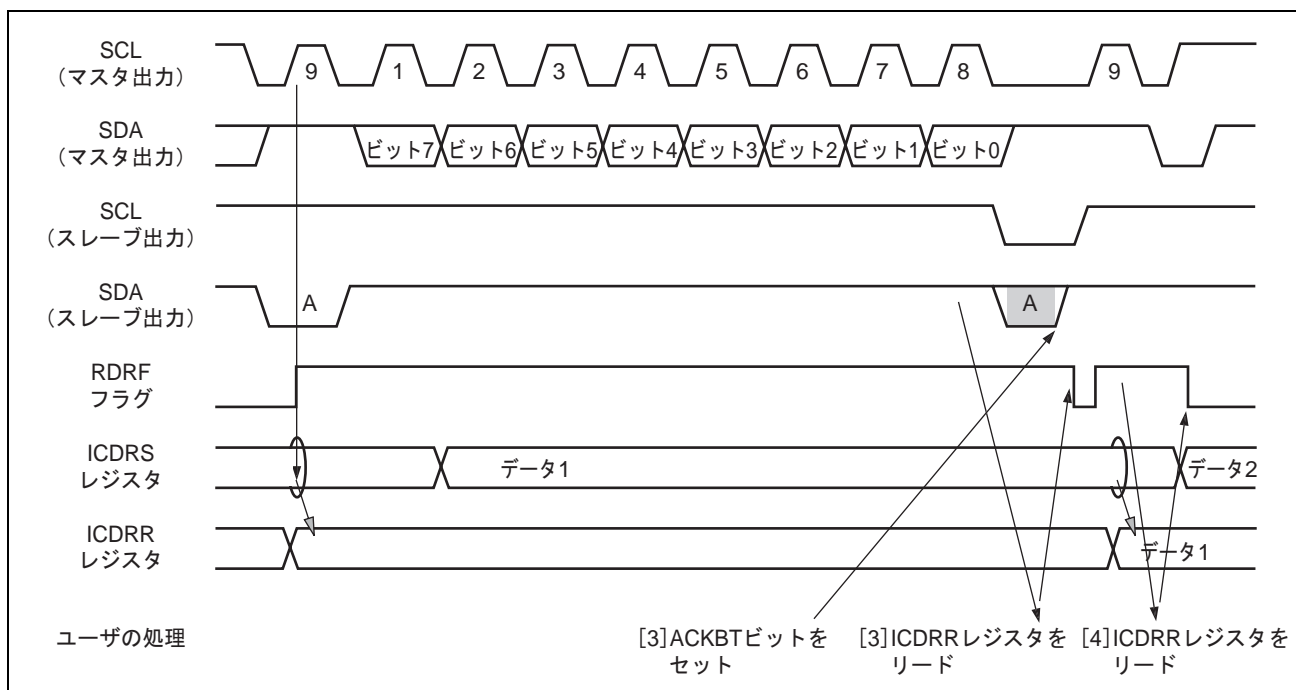 SCL
(マスタ出力)
9
1
2
3
4
5
6
7
8
9
SDA
(マスタ出力)
ビット7
ビット6
ビット5
ビット4
ビット3
ビット2
ビット1
ビット0
SCL
(スレーブ出力)
SDA
(スレーブ出力)
A
A
RDRF
フラグ
ICDRS
レジスタ
データ1
データ2
ICDRR
レジスタ
データ1
ユーザの処理
[3]ACKBTビットを
セット
[3]ICDRRレジスタを
リード
[4]ICDRRレジスタを
リード